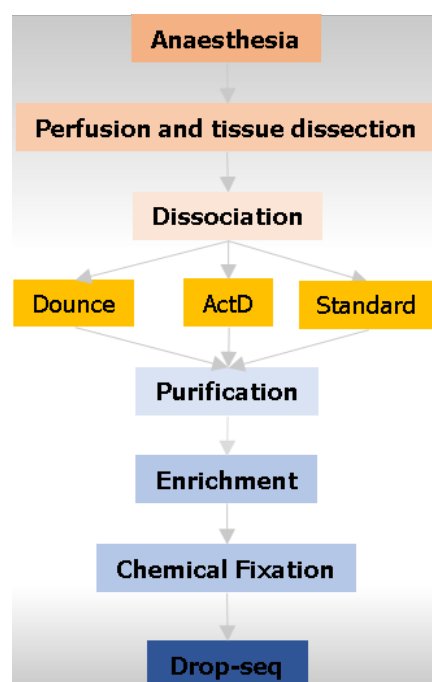 Anaesthesia
Perfusion and tissue dissection
Dissociation
Dounce
ActD
Standard
Purification
Enrichment
Chemical Fixation
Drop-seq